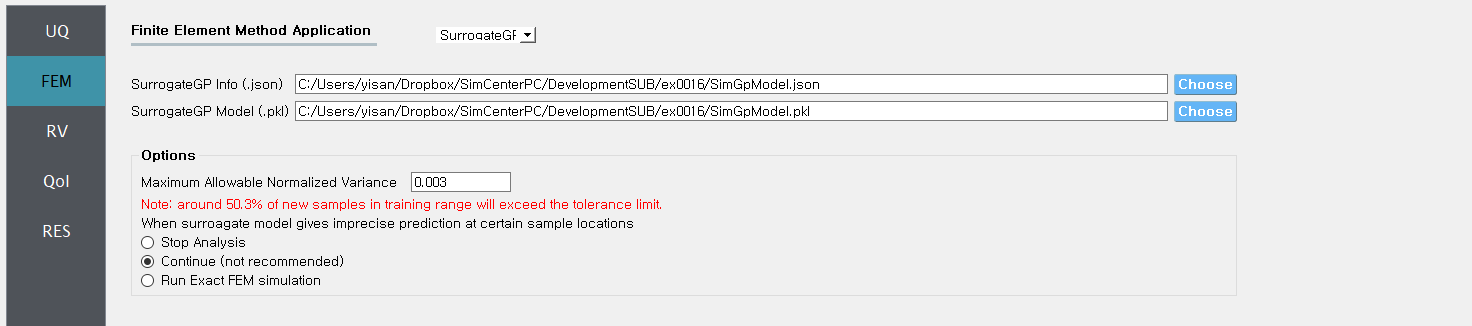 UQ
FEM
RV
QoI
RES
Finite Element Method Application
SurrogateGP
SurrogateGP Info (.json) C:/Users/yisan/Dropbox/SimCenterPC/DevelopmentSUB/ex0016/SimGpModel.json Choose
SurrogateGP Model (.pkl) C:/Users/yisan/Dropbox/SimCenterPC/DevelopmentSUB/ex0016/SimGpModel.pkl Choose
Options
Maximum Allowable Normalized Variance 0.003
Note: around 50.3% of new samples in training range will exceed the tolerance limit.
When surroagate model gives imprecise prediction at certain sample locations
Stop Analysis
Continue (not recommended)
Run Exact FEM simulation